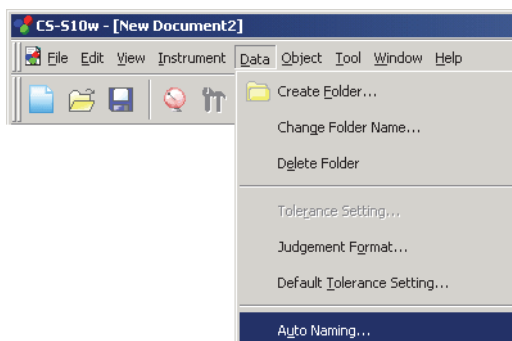 CS-S10w - [New Document2]
File Edit View Instrument Data Object Tool Window Help
Create Folder...
Change Folder Name...
Delete Folder
Tolerance Setting...
Judgement Format...
Default Tolerance Setting...
Auto Naming...